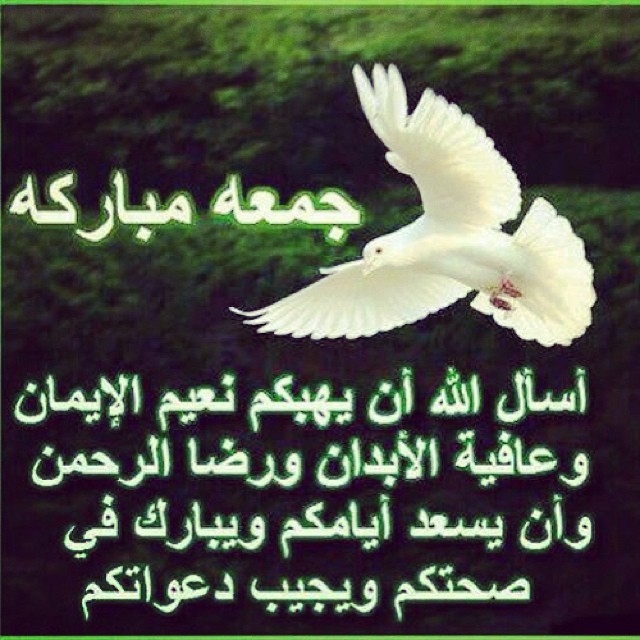 جمعه مباركه
أسأل الله أن يهبكم نعيم الإيمان
وعافية الأبدان ورضا الرحمن
وأن يسعد أيامكم ويبارك في
صحتكم ويجيب دعواتكم